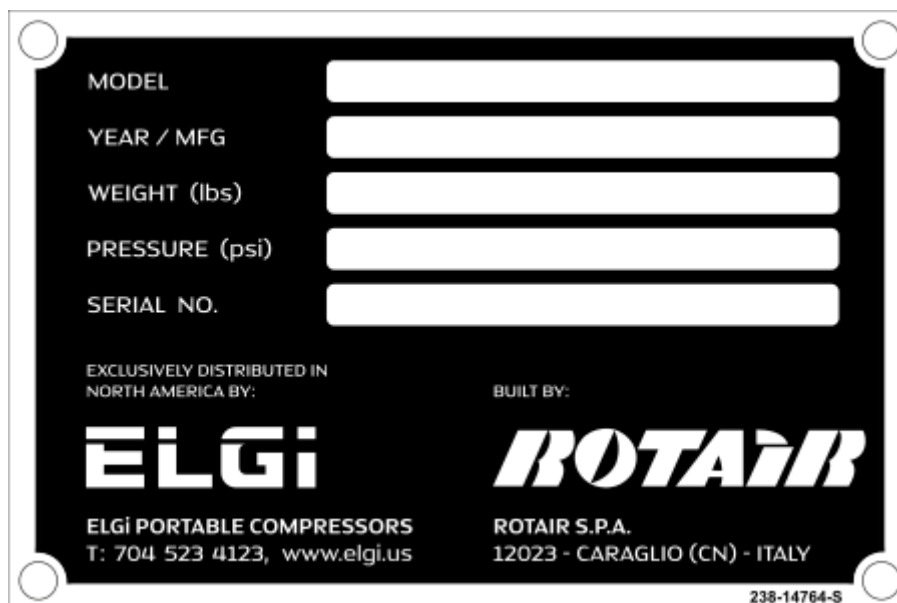 MODEL
YEAR / MFG
WEIGHT (lbs)
PRESSURE (psi)
SERIAL NO.
EXCLUSIVELY DISTRIBUTED IN
NORTH AMERICA BY:
ELGi
ELGi PORTABLE COMPRESSORS
T: 704 523 4123, www.elgi.us
BUILT BY:
ROTAiR
ROTAIR S.P.A.
12023 - CARAGLIO (CN) - ITALY
238-14764-S